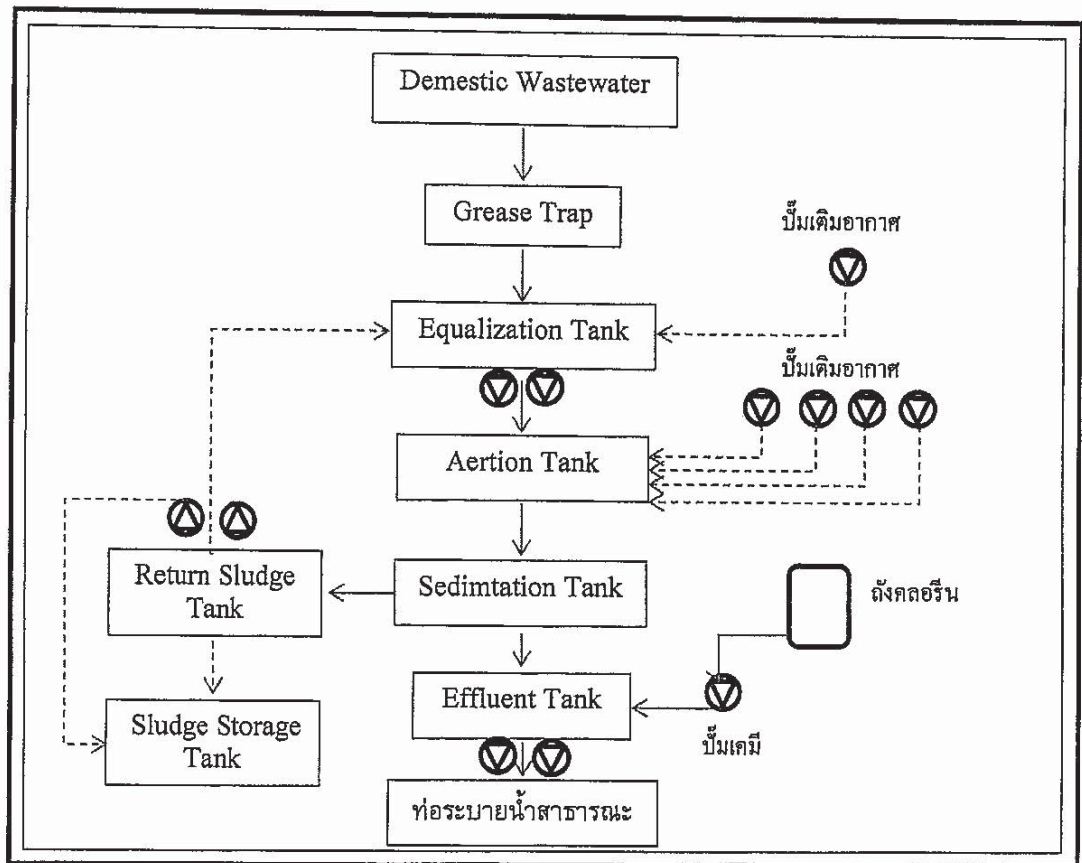 Demestic Wastewater
Grease Trap
ปั๊มเติมอากาศ
Equalization Tank
ปั๊มเติมอากาศ
Aertion Tank
Return Sludge
Tank
Sedimtation Tank
ถังคลอรีน
Effluent Tank
Sludge Storage
Tank
ปั๊มเคมี
ท่อระบายน้ำสาธารณะ